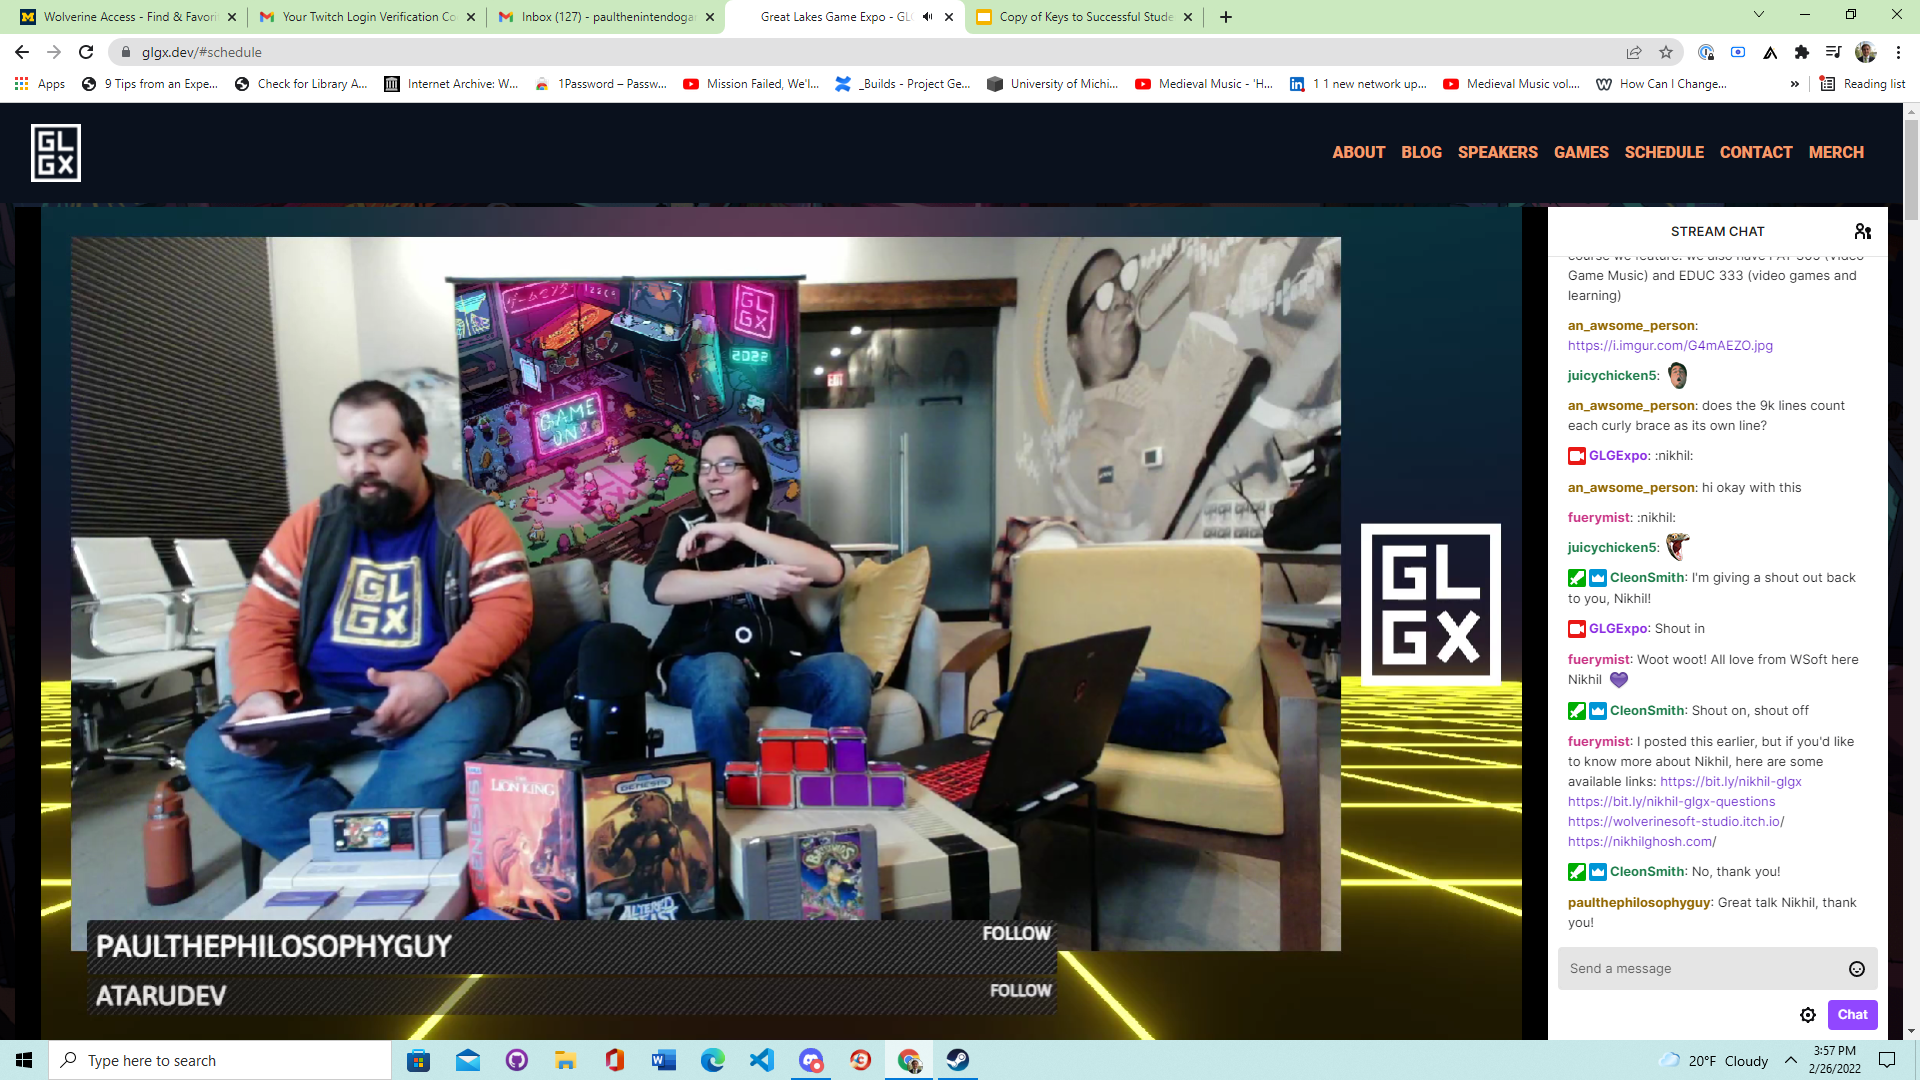 Wolverine Access - Find & Favori
Your Twitch Login Verification Co
Inbox (127) - paulthenintendoga
Great Lakes Game Expo - GLG
Copy of Keys to Successful Stude
glgx.dev/#schedule
Apps
9 Tips from an Expe...
Check for Library A...
Internet Archive: W...
1Password – Passw...
Mission Failed, We'l...
_Builds - Project Ge...
University of Michi...
Medieval Music - 'H...
1 1 new network up...
Medieval Music vol....
How Can I Change...
»
Reading list
GL
GX
ABOUT BLOG SPEAKERS GAMES SCHEDULE CONTACT MERCH
GL
GX
2022
GAME
ON!
EXIT
GL
GX
GL
GX
LION KING
GENESIS
GENESIS
ALTERED
BEAST
PAULTHEPHILOSOPHYGUY FOLLOW
ATARUDEV FOLLOW
STREAM CHAT
Game Music) and EDUC 333 (video games and
learning)
an_awsome_person:
https://i.imgur.com/G4mAEZO.jpg
juicychicken5:
an_awsome_person: does the 9k lines count
each curly brace as its own line?
GLGExpo: :nikhil:
an_awsome_person: hi okay with this
fuerymist: :nikhil:
juicychicken5:
CleonSmith: I'm giving a shout out back
to you, Nikhil!
GLGExpo: Shout in
fuerymist: Woot woot! All love from WSoft here
Nikhil
CleonSmith: Shout on, shout off
fuerymist: I posted this earlier, but if you'd like
to know more about Nikhil, here are some
available links: https://bit.ly/nikhil-glgx
https://bit.ly/nikhil-glgx-questions
https://wolverinesoft-studio.itch.io/
https://nikhilghosh.com/
CleonSmith: No, thank you!
paulthephilosophyguy: Great talk Nikhil, thank
you!
Send a message
Chat
Type here to search
20°F Cloudy
3:57 PM
2/26/2022